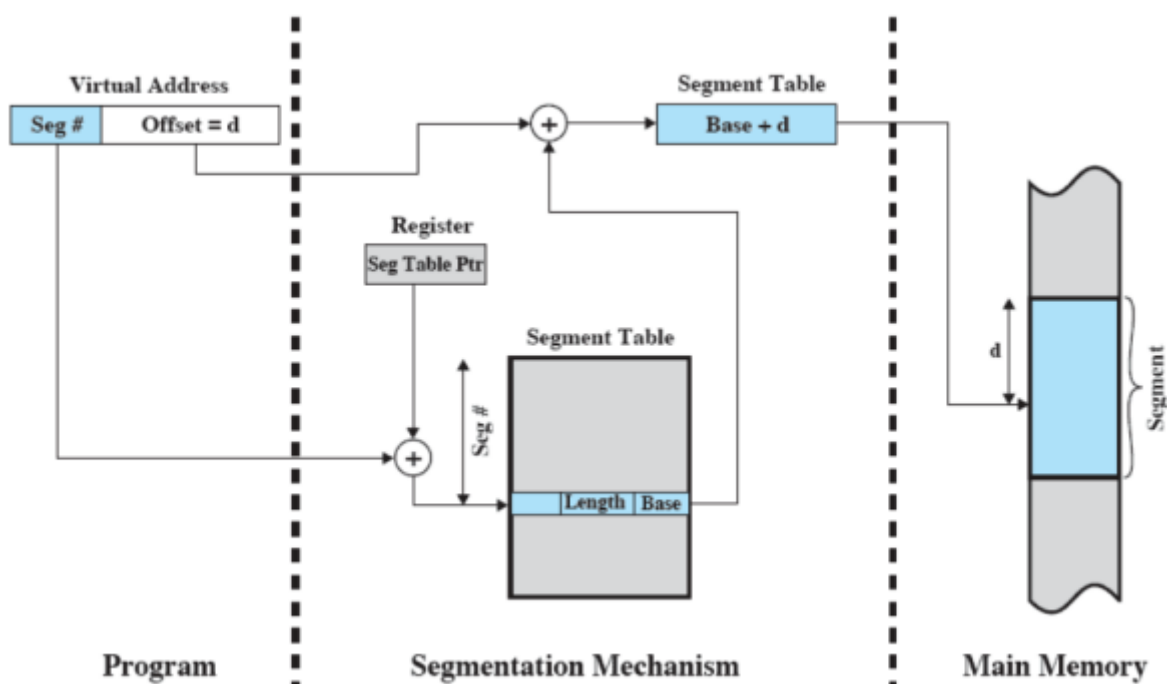 Virtual Address
Seg #
Offset = d
Segment Table
Base + d
Register
Seg Table Ptr
Segment Table
Seg #
Length
Base
d
Segment
Program
Segmentation Mechanism
Main Memory